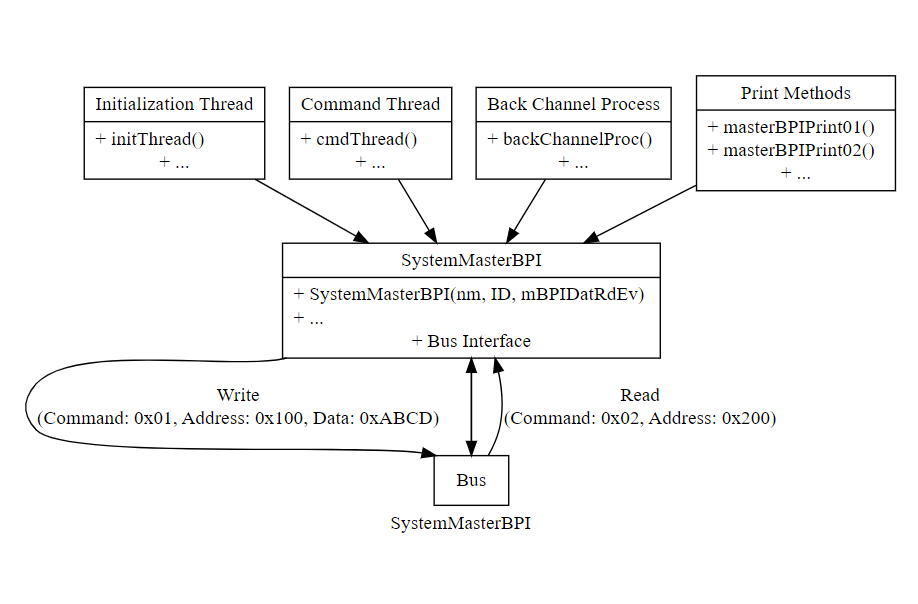 Initialization Thread
+ initThread()
+ ...
Command Thread
+ cmdThread()
+ ...
Back Channel Process
+ backChannelProc()
+ ...
Print Methods
+ masterBPIPrint01()
+ masterBPIPrint02()
+ ...
SystemMasterBPI
+ SystemMasterBPI(nm, ID, mBPIDatRdEv)
+ ...
+ Bus Interface
Write
(Command: 0x01, Address: 0x100, Data: 0xABCD)
Read
(Command: 0x02, Address: 0x200)
Bus
SystemMasterBPI